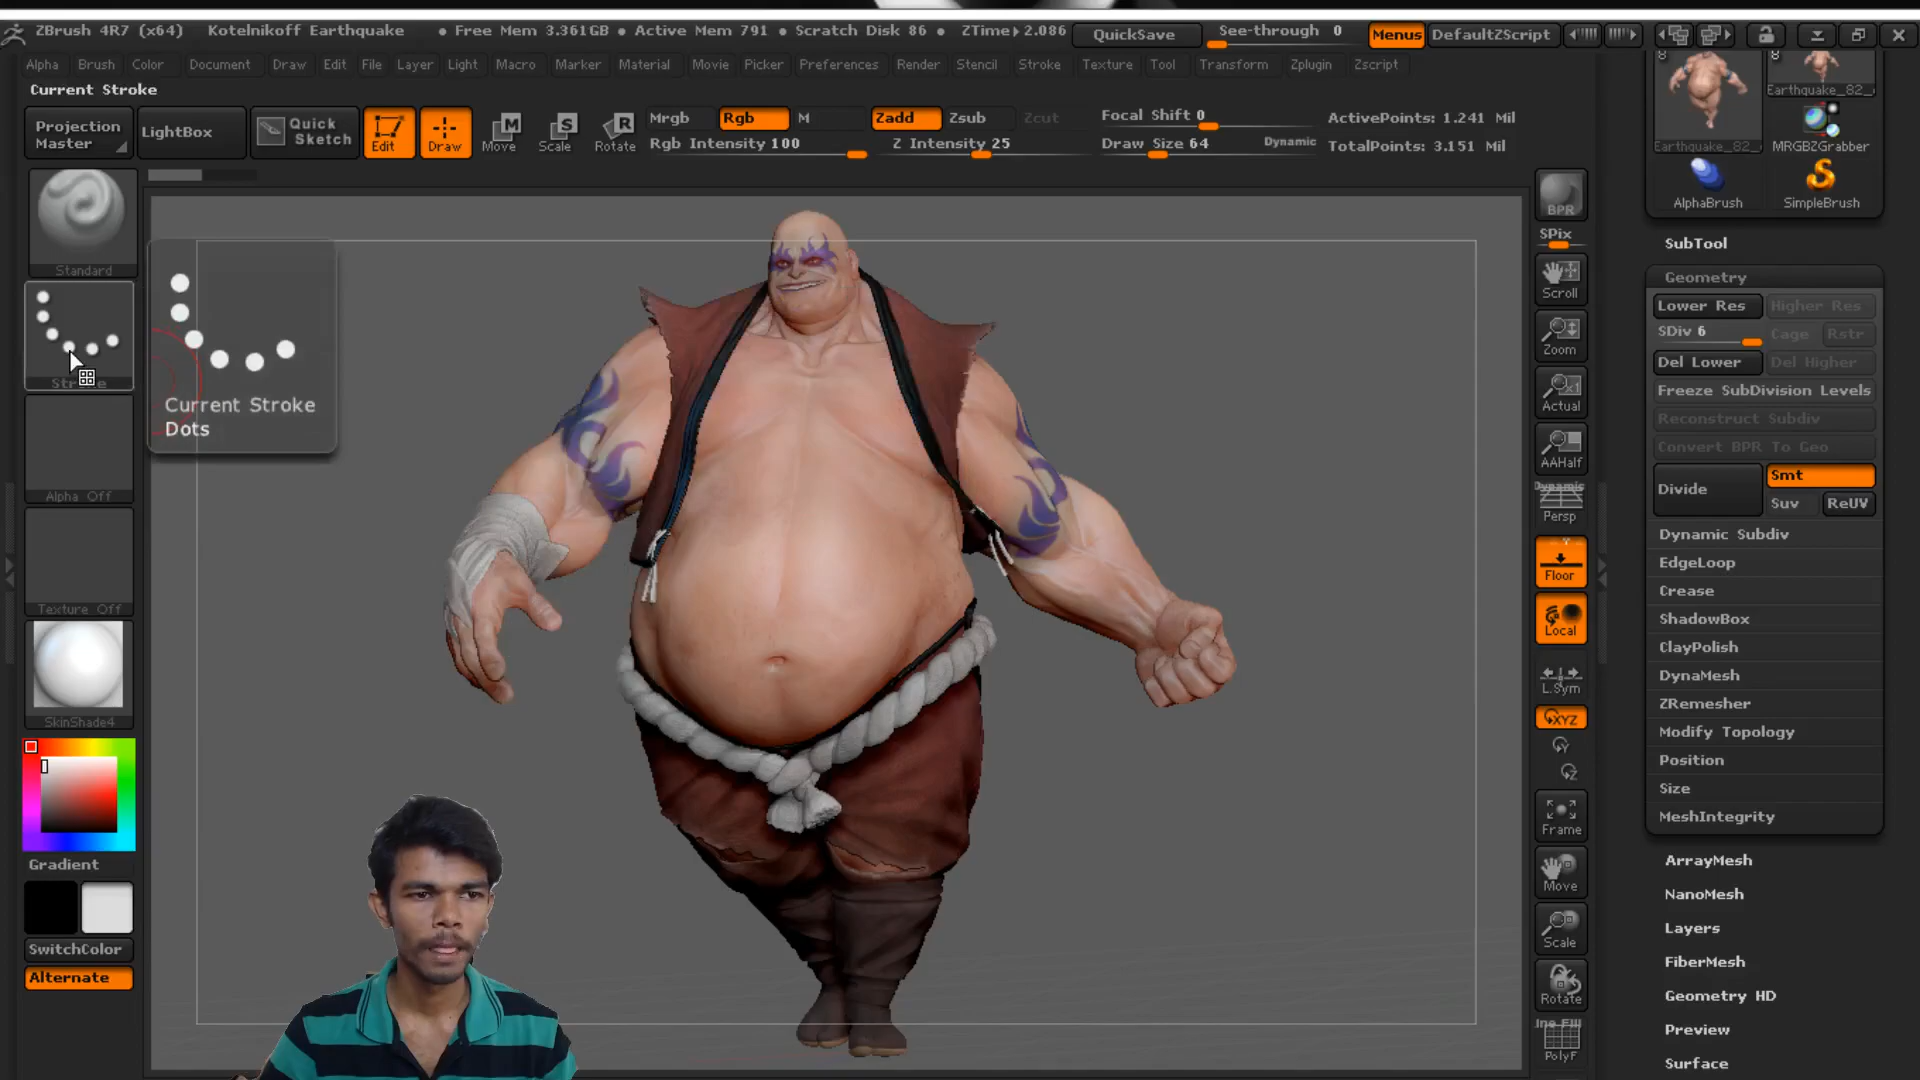 ZBrush 4R7 (x64) Kotelnikoff Earthquake • Free Mem 3.361GB • Active Mem 791 • Scratch Disk 86 • ZTime▸2.086 QuickSave See-through 0 Menus DefaultZScript
Alpha Brush Color Document Draw Edit File Layer Light Macro Marker Material Movie Picker Preferences Render Stencil Stroke Texture Tool Transform Zplugin Zscript
Current Stroke
Projection Master
LightBox
Quick Sketch
Edit
Draw
Move
Scale
Rotate
Mrgb Rgb M
Rgb Intensity 100
Zadd Zsub Zcut
Z Intensity 25
Focal Shift 0
Draw Size 64 Dynamic
ActivePoints: 1.241 Mil
TotalPoints: 3.151 Mil
Standard
Current Stroke
Dots
Alpha Off
Texture Off
SkinShade4
Gradient
SwitchColor
Alternate
BPR
SPix
Scroll
Zoom
Actual
AAHalf
Dynamic
Persp
Floor
Local
L.Sym
XYZ
Frame
Move
Scale
Rotate
PolyF
8
8
Earthquake_82_
Earthquake_82_
MRGBZGrabber
AlphaBrush
SimpleBrush
SubTool
Geometry
Lower Res Higher Res
SDiv 6 Cage Rstr
Del Lower Del Higher
Freeze SubDivision Levels
Reconstruct Subdiv
Convert BPR To Geo
Divide Smt
Suv ReUV
Dynamic Subdiv
EdgeLoop
Crease
ShadowBox
ClayPolish
DynaMesh
ZRemesher
Modify Topology
Position
Size
MeshIntegrity
ArrayMesh
NanoMesh
Layers
FiberMesh
Geometry HD
Preview
Surface